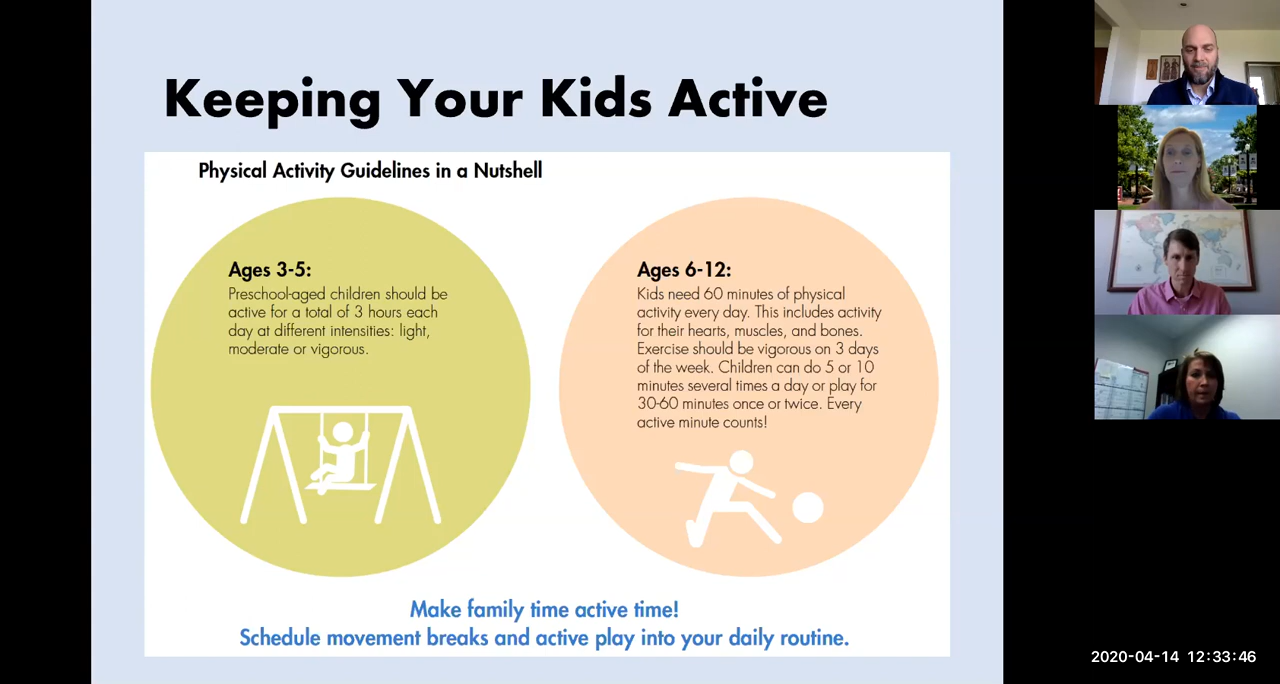 Keeping Your Kids Active
Physical Activity Guidelines in a Nutshell
Ages 3-5:
Preschool-aged children should be
active for a total of 3 hours each
day at different intensities: light,
moderate or vigorous.
Ages 6-12:
Kids need 60 minutes of physical
activity every day. This includes activity
for their hearts, muscles, and bones.
Exercise should be vigorous on 3 days
of the week. Children can do 5 or 10
minutes several times a day or play for
30-60 minutes once or twice. Every
active minute counts!
Make family time active time!
Schedule movement breaks and active play into your daily routine.
2020-04-14 12:33:46